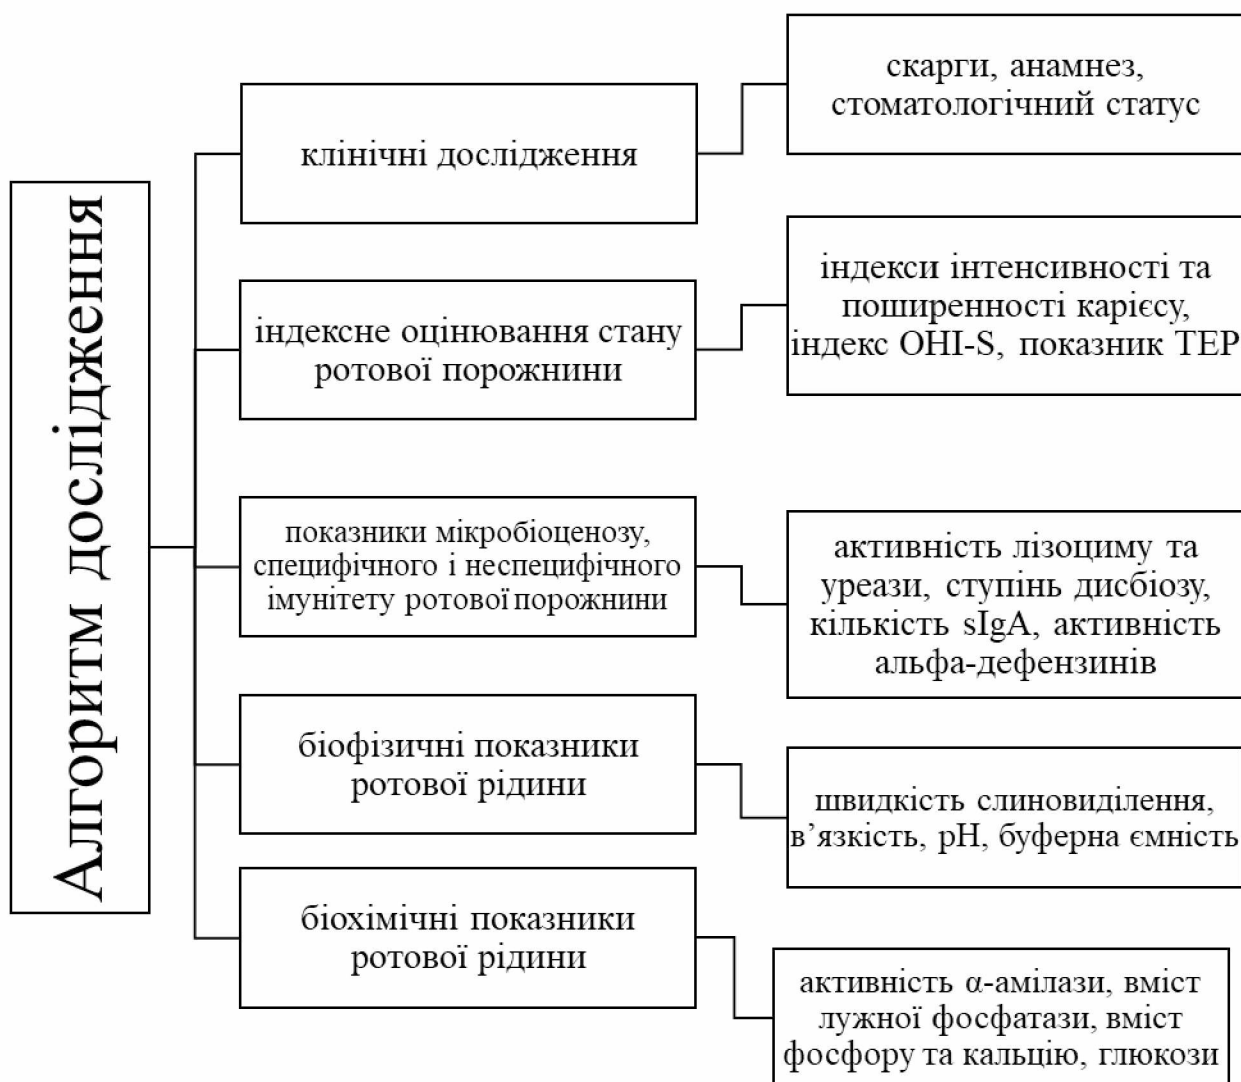 Алгоритм дослідження
клінічні дослідження
скарги, анамнез,
стоматологічний статус
індексне оцінювання стану
ротової порожнини
індекси інтенсивності та
поширенності карієсу,
індекс OHI-S, показник ТЕР
показники мікробіоценозу,
специфічного і неспецифічного
імунітету ротової порожнини
активність лізоциму та
уреази, ступінь дисбіозу,
кількість sIgA, активність
альфа-дефензинів
біофізичні показники
ротової рідини
швидкість слиновиділення,
в’язкість, рН, буферна ємність
біохімічні показники
ротової рідини
активність α-амілази, вміст
лужної фосфатази, вміст
фосфору та кальцію, глюкози